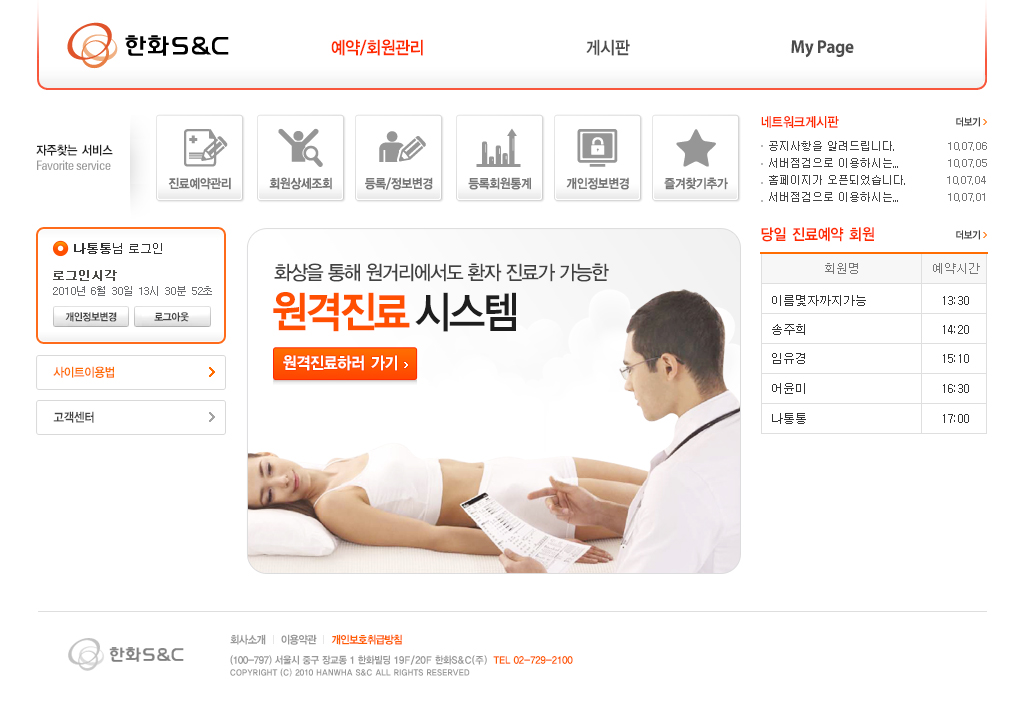 한화S&C
예약/회원관리
게시판
My Page
자주찾는 서비스
Favorite service
진료예약관리
회원상세조회
등록/정보변경
등록회원통계
개인정보변경
즐겨찾기추가
네트워크게시판
더보기
공지사항을 알려드립니다. 10.07.06
서버점검으로 이용하시는... 10.07.05
홈페이지가 오픈되었습니다. 10.07.04
서버점검으로 이용하시는... 10.07.01
나통통님 로그인
로그인시각
2010년 6월 30일 13시 30분 52초
개인정보변경
로그아웃
사이트이용법
고객센터
화상을 통해 원거리에서도 환자 진료가 가능한
원격진료 시스템
원격진료하러 가기 ›
당일 진료예약 회원
더보기
회원명 예약시간
이름몇자까지가능 13:30
송주희 14:20
임유경 15:10
어윤미 16:30
나통통 17:00
한화S&C
회사소개 | 이용약관 | 개인보호취급방침
(100-797) 서울시 중구 장교동 1 한화빌딩 19F/20F 한화S&C(주) TEL 02-729-2100
COPYRIGHT (C) 2010 HANWHA S&C ALL RIGHTS RESERVED